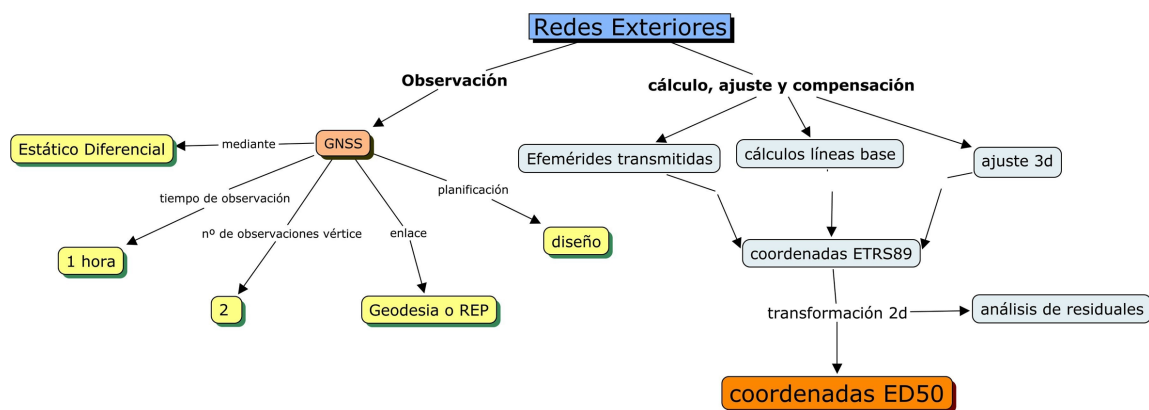 Redes Exteriores
Observación
cálculo, ajuste y compensación
Estático Diferencial
mediante
GNSS
Efemérides transmitidas
cálculos líneas base
ajuste 3d
tiempo de observación
planificación
nº de observaciones vértice
enlace
diseño
1 hora
coordenadas ETRS89
2
Geodesia o REP
transformación 2d
análisis de residuales
coordenadas ED50